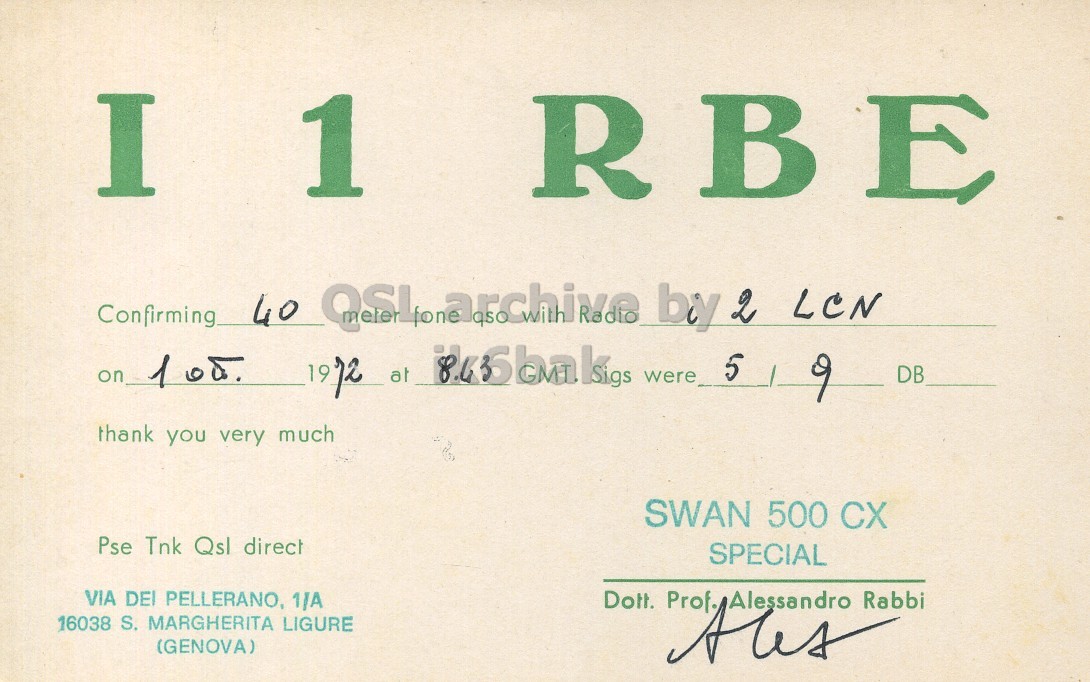 I 1 RBE
QSL archive by
ik6bak
Confirming 40 meter fone qso with Radio i 2 LCN
on 1 ott. 1972 at 8.43 GMT. Sigs were 5 / 9 DB
thank you very much
SWAN 500 CX
SPECIAL
Pse Tnk Qsl direct
Dott. Prof. Alessandro Rabbi
VIA DEI PELLERANO, 1/A
16038 S. MARGHERITA LIGURE
(GENOVA)
Alex